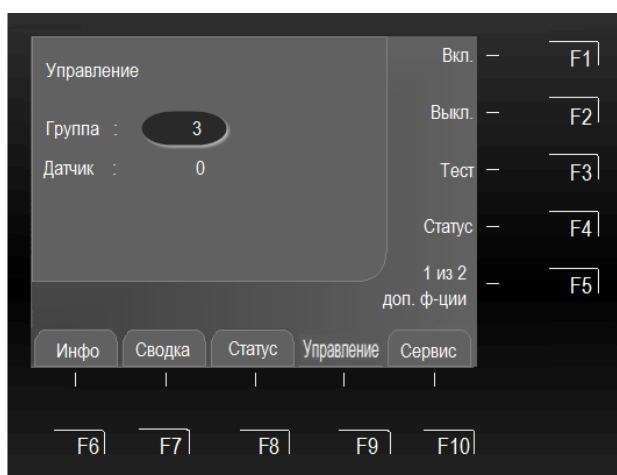 Управление
Группа : 3
Датчик : 0
Вкл. – F1
Выкл. – F2
Тест – F3
Статус – F4
1 из 2
доп. ф-ции – F5
Инфо Сводка Статус Управление Сервис
F6 F7 F8 F9 F10